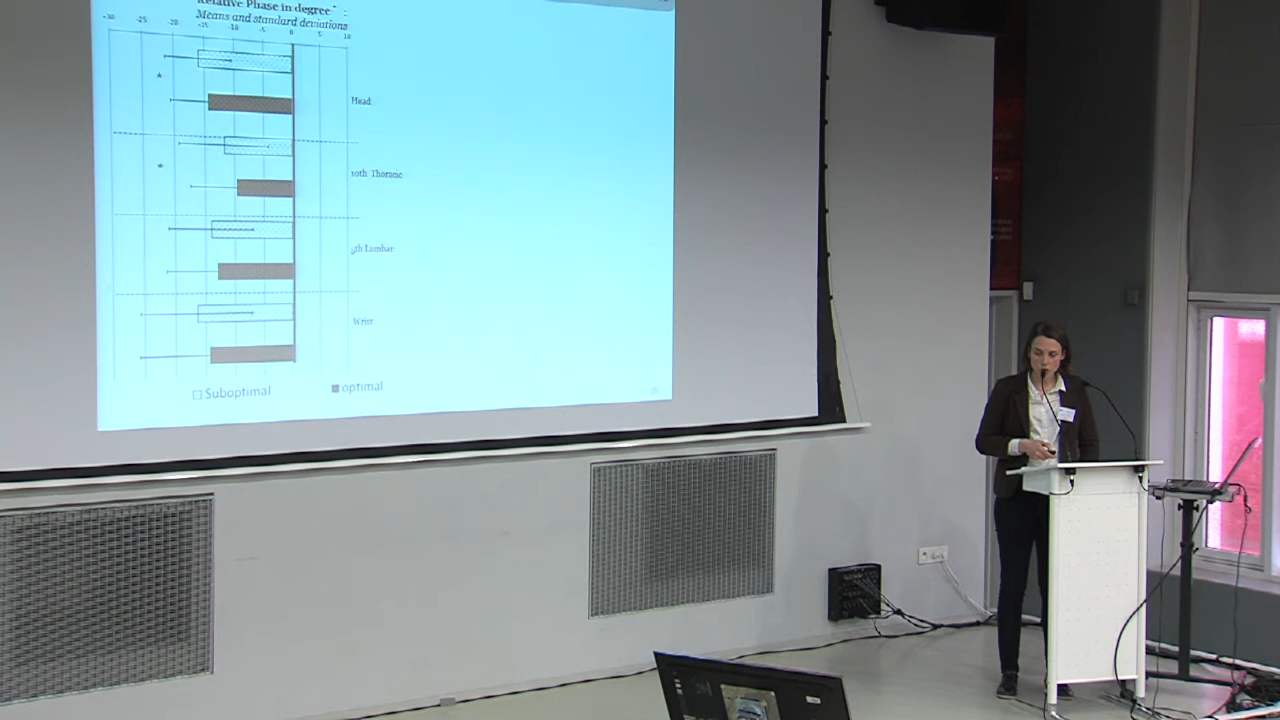 Relative Phase in degree
Means and standard deviations
-30 -25 -20 -15 -10 -5 0 5 10
*
Head
*
10th Thoracic
5th Lumbar
Wrist
Suboptimal optimal